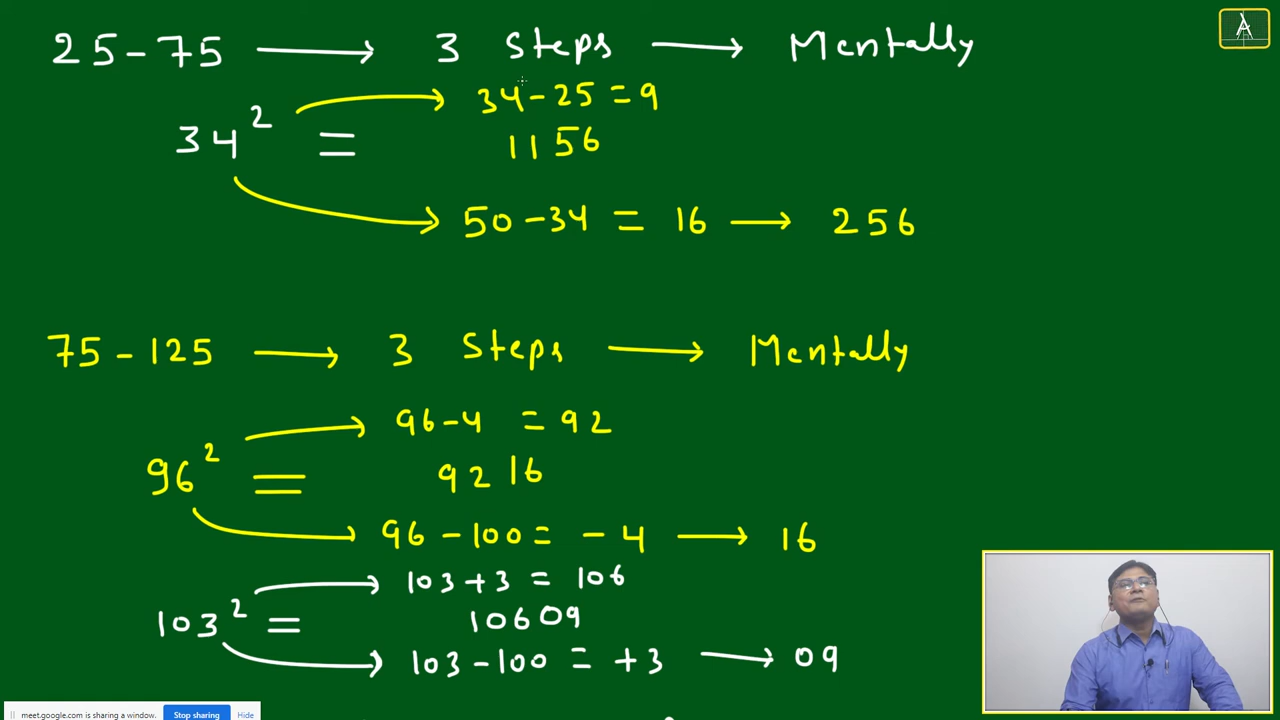 25-75 ⟶ 3 Steps ⟶ Mentally
34-25 = 9
34² = 1156
50-34 = 16 ⟶ 256
75-125 ⟶ 3 Steps ⟶ Mentally
96-4 = 92
96² = 9216
96-100 = -4 ⟶ 16
103+3 = 106
103² = 10609
103-100 = +3 ⟶ 09
meet.google.com is sharing a window. Stop sharing Hide